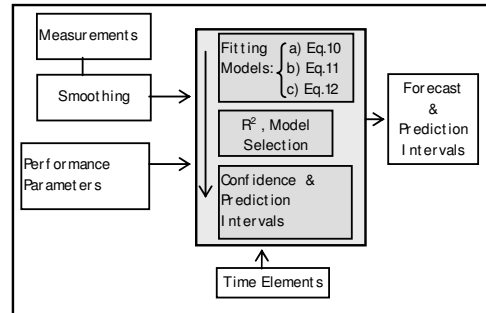 Measurements
Smoothing
Performance
Parameters
Fitting a) Eq.10
Models: b) Eq.11
c) Eq.12
R², Model
Selection
Confidence &
Prediction
Intervals
Time Elements
Forecast
&
Prediction
Intervals